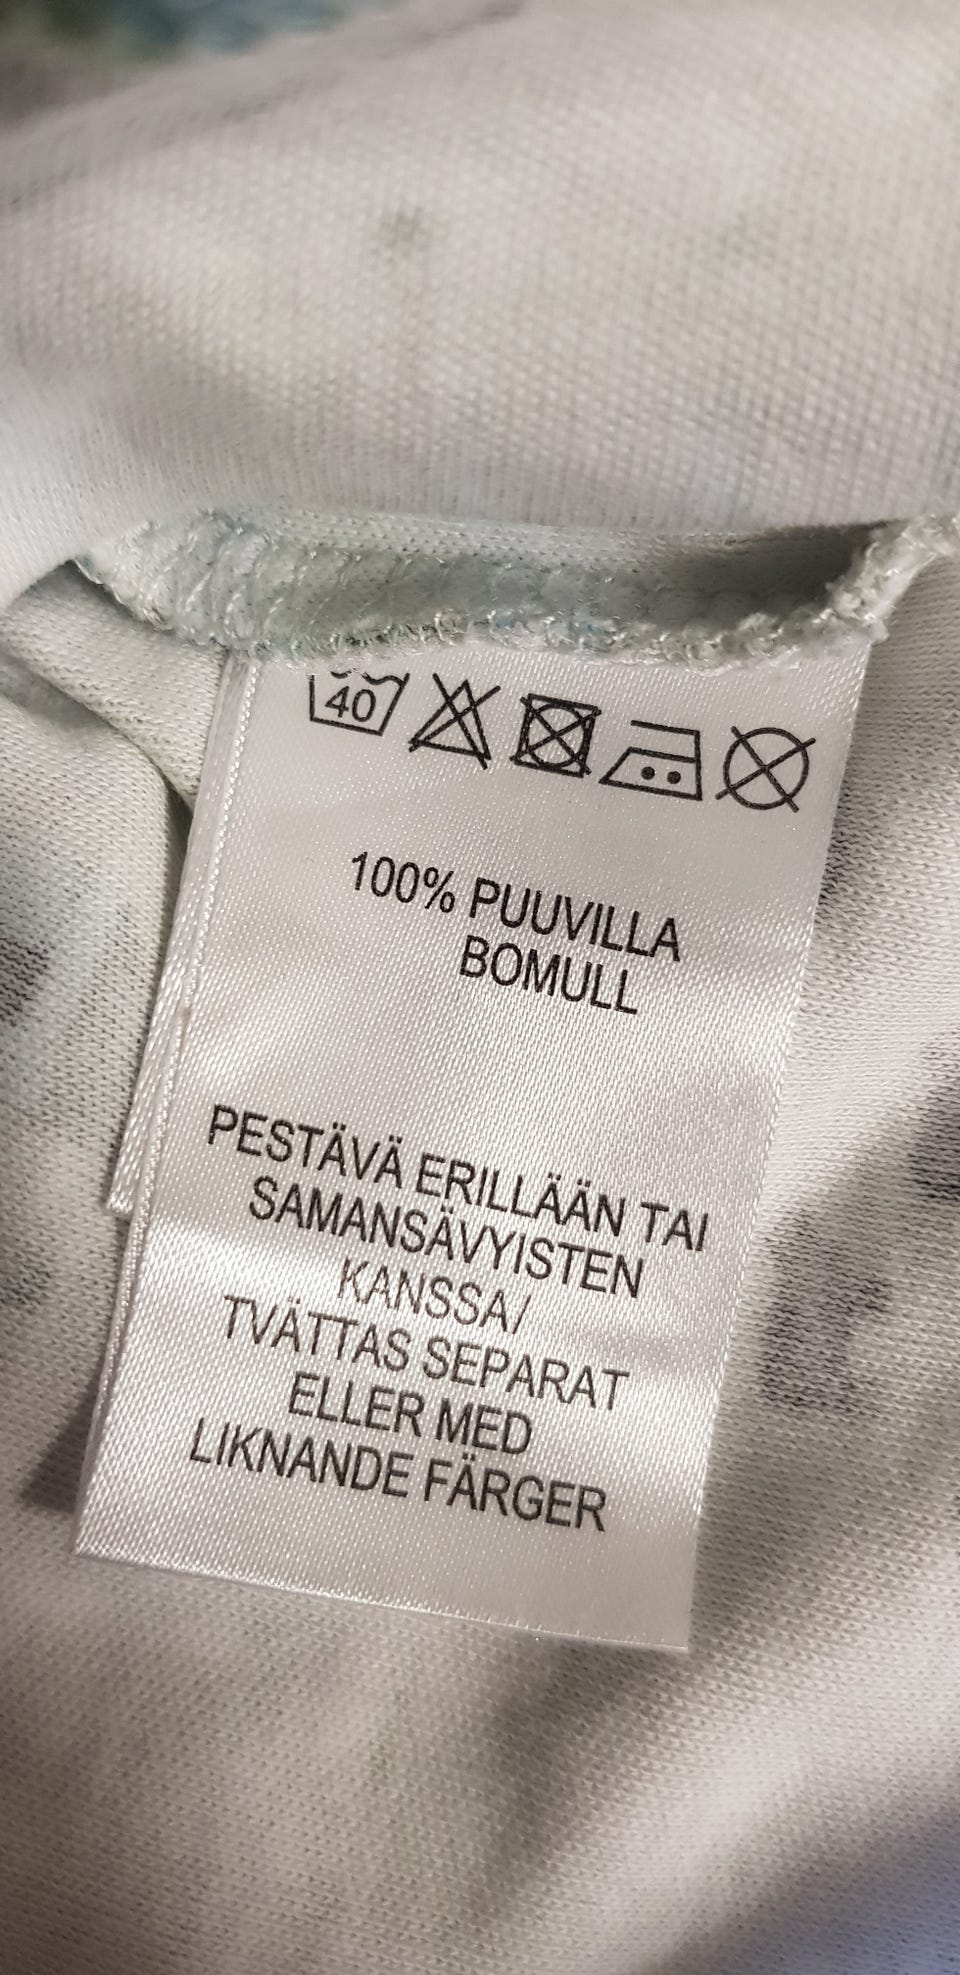 40
100% PUUVILLA
BOMULL
PESTÄVÄ ERILLÄÄN TAI
SAMANSÄVYISTEN
KANSSA/
TVÄTTAS SEPARAT
ELLER MED
LIKNANDE FÄRGER